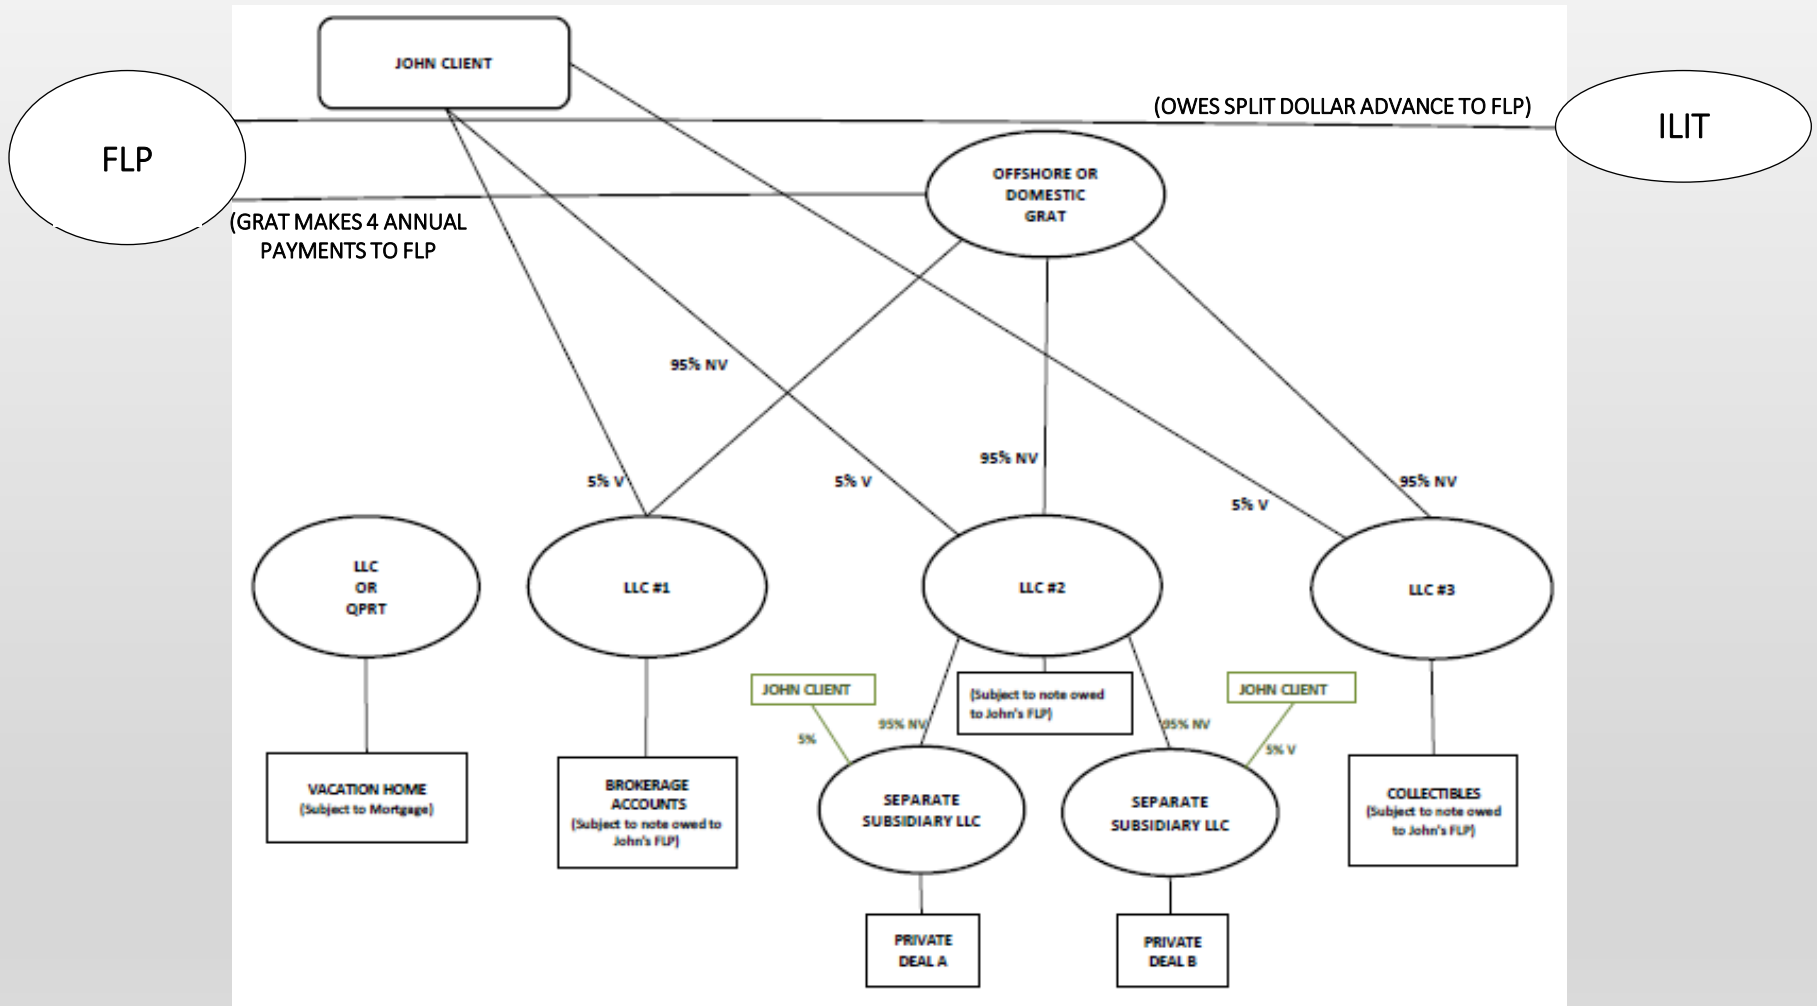 JOHN CLIENT
(OWES SPLIT DOLLAR ADVANCE TO FLP)
ILIT
FLP
OFFSHORE OR
DOMESTIC
GRAT
(GRAT MAKES 4 ANNUAL
PAYMENTS TO FLP
95% NV
95% NV
5% V
5% V
95% NV
5% V
LLC
OR
QPRT
LLC #1
LLC #2
LLC #3
JOHN CLIENT
(Subject to note owed
to John's FLP)
JOHN CLIENT
95% NV
5%
95% NV
5% V
VACATION HOME
(Subject to Mortgage)
BROKERAGE
ACCOUNTS
(Subject to note owed to
John's FLP)
SEPARATE
SUBSIDIARY LLC
SEPARATE
SUBSIDIARY LLC
COLLECTIBLES
(Subject to note owed
to John's FLP)
PRIVATE
DEAL A
PRIVATE
DEAL B